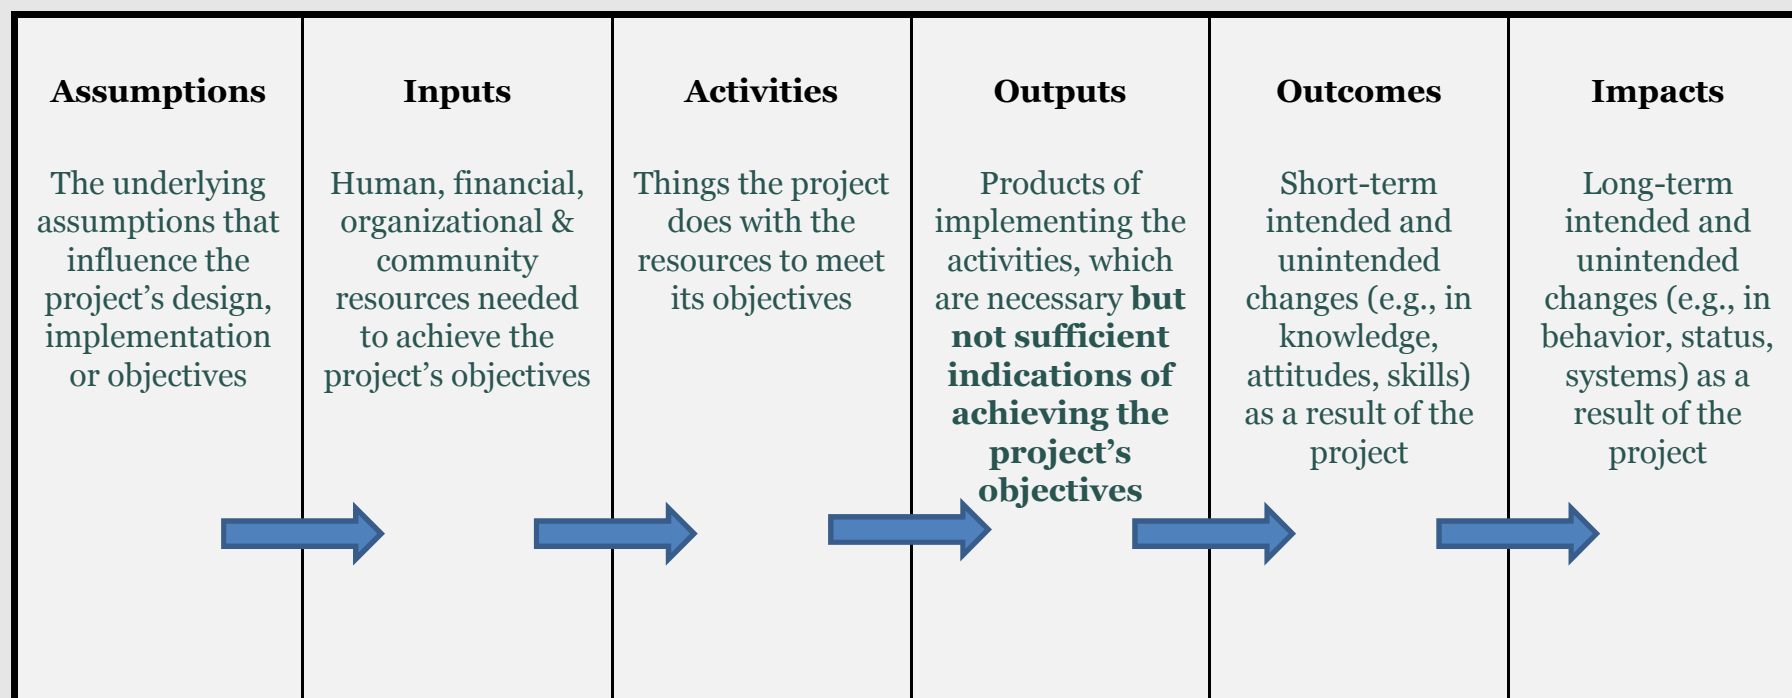 Assumptions
The underlying
assumptions that
influence the
project’s design,
implementation
or objectives
Inputs
Human, financial,
organizational &
community
resources needed
to achieve the
project’s objectives
Activities
Things the project
does with the
resources to meet
its objectives
Outputs
Products of
implementing the
activities, which
are necessary but
not sufficient
indications of
achieving the
project’s
objectives
Outcomes
Short-term
intended and
unintended
changes (e.g., in
knowledge,
attitudes, skills)
as a result of the
project
Impacts
Long-term
intended and
unintended
changes (e.g., in
behavior, status,
systems) as a
result of the
project